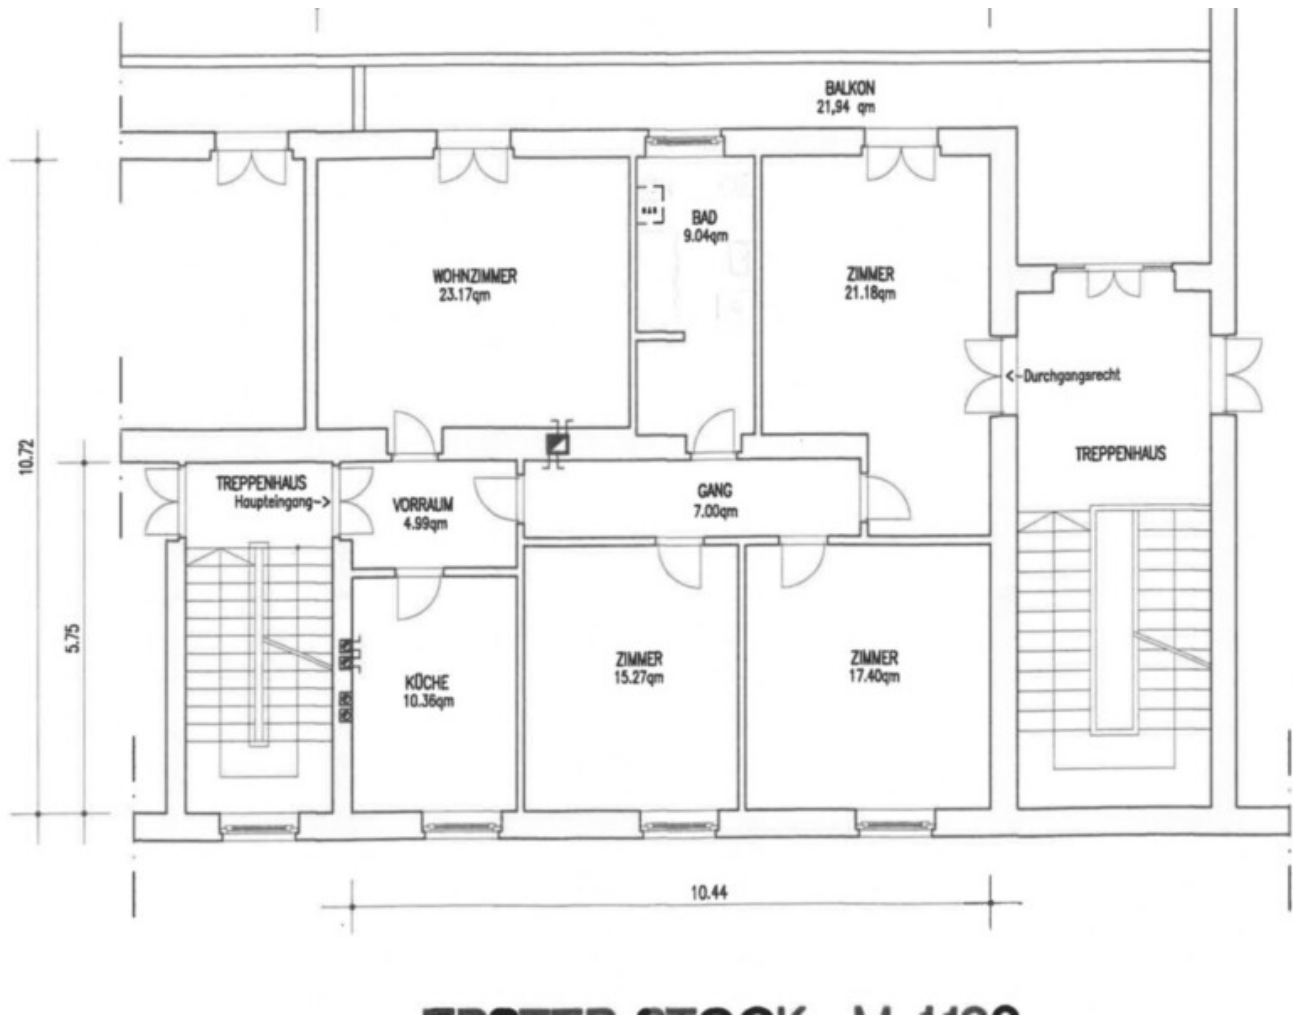 BALKON
21,94 qm
BAD
9.04qm
WOHNZIMMER
23.17qm
ZIMMER
21.18qm
<-Durchgangsrecht
10.72
TREPPENHAUS
TREPPENHAUS
Haupteingang->
VORRAUM
4.99qm
GANG
7.00qm
5.75
ZIMMER
15.27qm
ZIMMER
17.40qm
KÜCHE
10.36qm
10.44
ERSTER STOCK